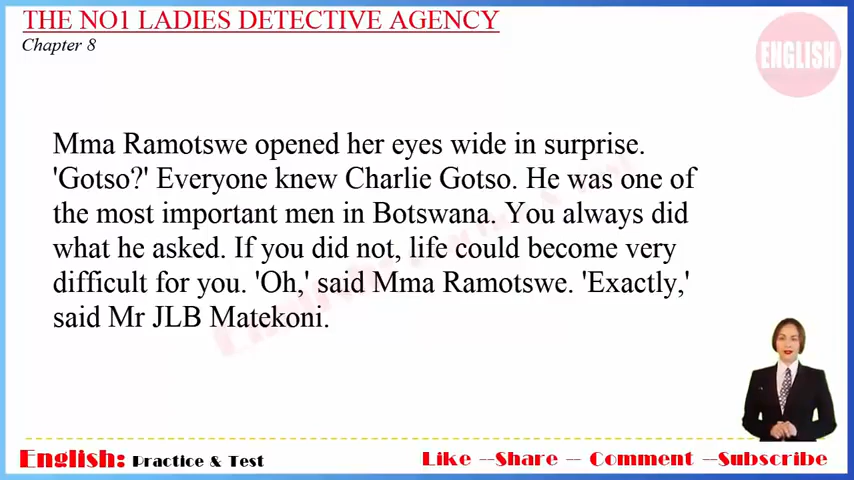 THE NO1 LADIES DETECTIVE AGENCY
Chapter 8
ENGLISH
Mma Ramotswe opened her eyes wide in surprise.
'Gotso?' Everyone knew Charlie Gotso. He was one of
the most important men in Botswana. You always did
what he asked. If you did not, life could become very
difficult for you. 'Oh,' said Mma Ramotswe. 'Exactly,'
said Mr JLB Matekoni.
English: Practice & Test
Like --Share -- Comment --Subscribe